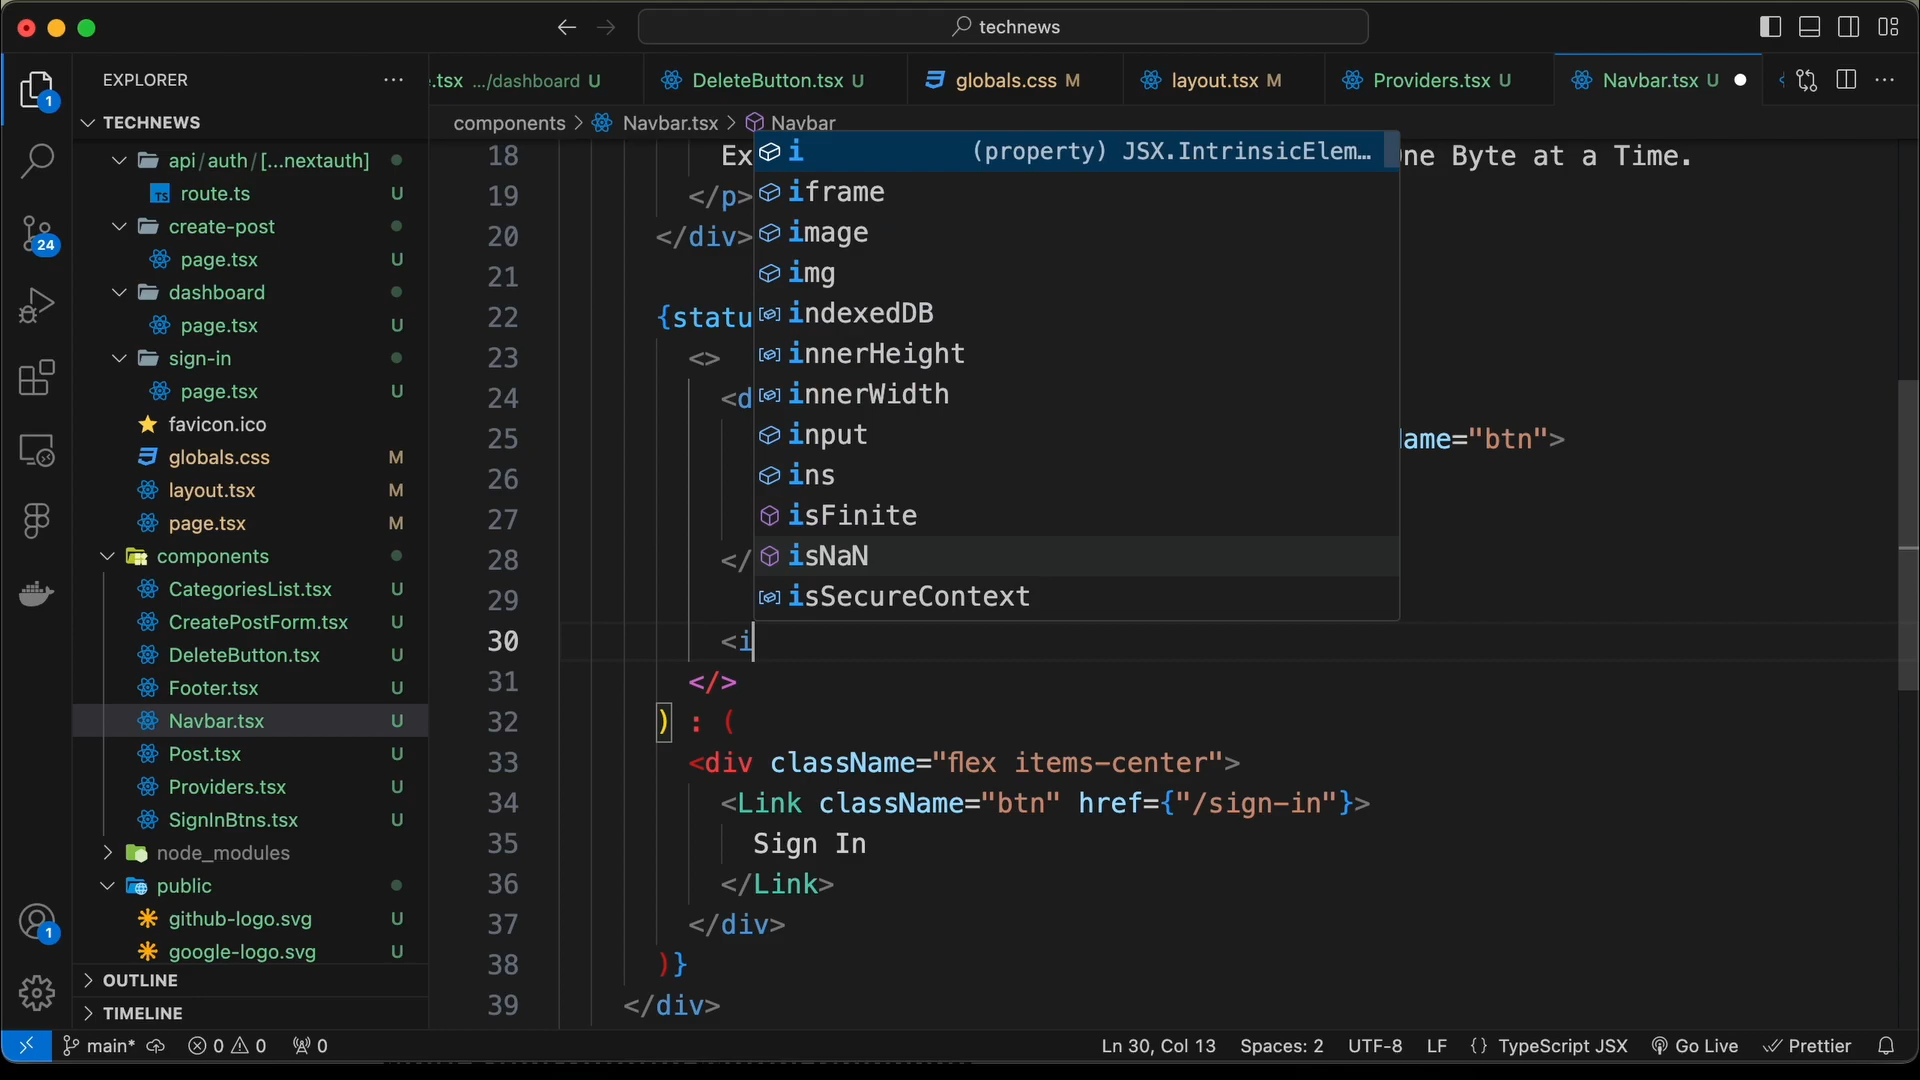 technews
EXPLORER
TECHNEWS
api/auth/[...nextauth]
route.ts U
create-post
page.tsx U
dashboard
page.tsx U
sign-in
page.tsx U
favicon.ico
globals.css M
layout.tsx M
page.tsx M
components
CategoriesList.tsx U
CreatePostForm.tsx U
DeleteButton.tsx U
Footer.tsx U
Navbar.tsx U
Post.tsx U
Providers.tsx U
SignInBtns.tsx U
node_modules
public
github-logo.svg U
google-logo.svg U
OUTLINE
TIMELINE
1
24
1
e.tsx .../dashboard U
DeleteButton.tsx U
globals.css M
layout.tsx M
Providers.tsx U
Navbar.tsx U
components > Navbar.tsx > Navbar
18 Ex One Byte at a Time.
19 </p>
20 </div>
21
22 {statu
23 <>
24 <d
25 lame="btn">
26
27
28 </
29
30 <i
31 </>
32 ) : (
33 <div className="flex items-center">
34 <Link className="btn" href={"/sign-in"}>
35 Sign In
36 </Link>
37 </div>
38 )}
39 </div>
i (property) JSX.IntrinsicElem…
iframe
image
img
indexedDB
innerHeight
innerWidth
input
ins
isFinite
isNaN
isSecureContext
main* 0 0 0 Ln 30, Col 13 Spaces: 2 UTF-8 LF {} TypeScript JSX Go Live Prettier